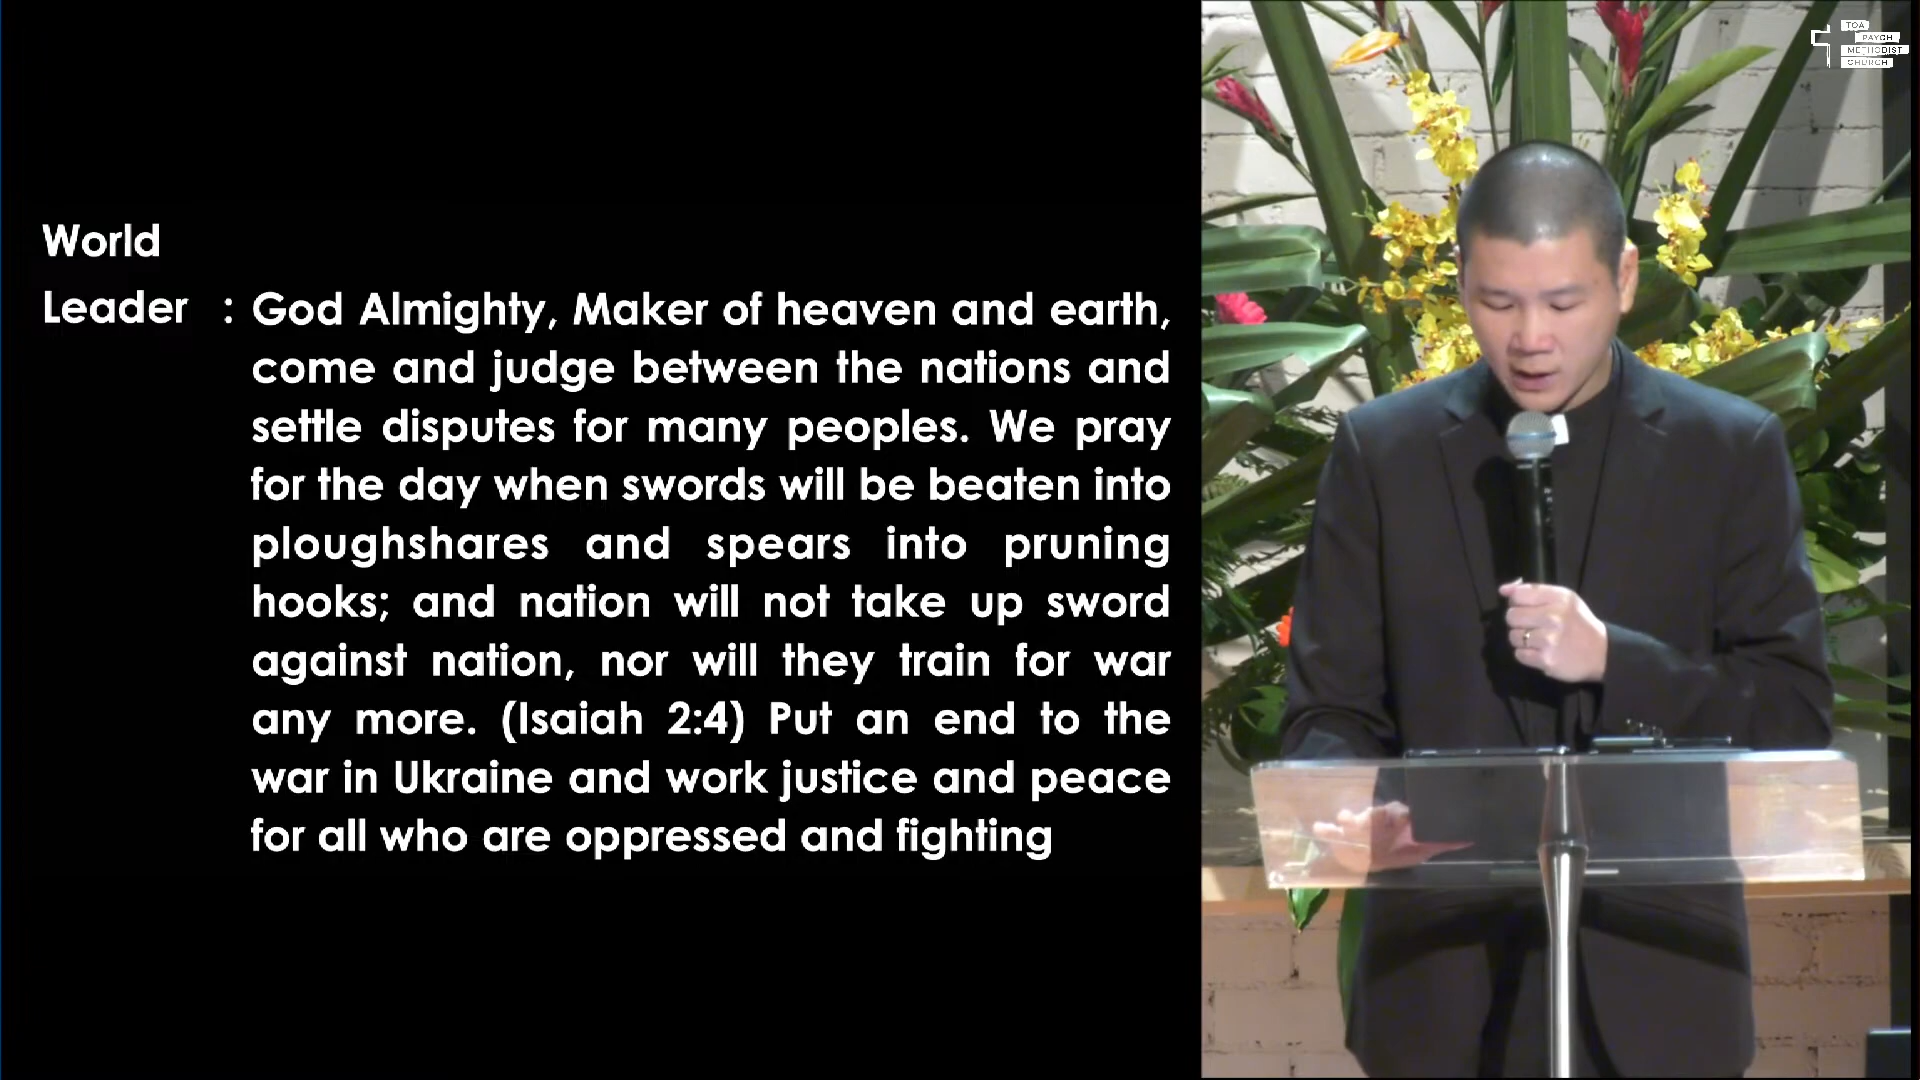 World
Leader : God Almighty, Maker of heaven and earth,
come and judge between the nations and
settle disputes for many peoples. We pray
for the day when swords will be beaten into
ploughshares and spears into pruning
hooks; and nation will not take up sword
against nation, nor will they train for war
any more. (Isaiah 2:4) Put an end to the
war in Ukraine and work justice and peace
for all who are oppressed and fighting
TOA
PAYOH
METHODIST
CHURCH